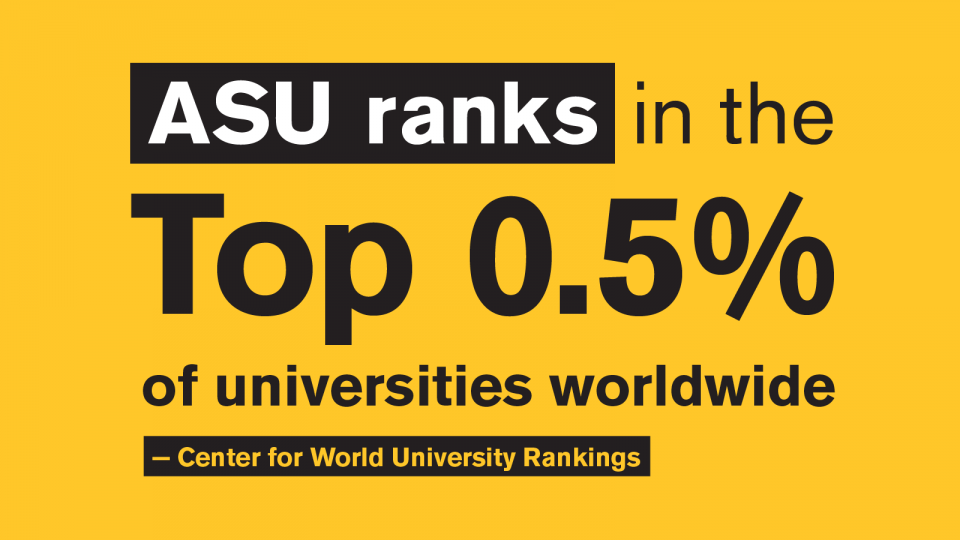 ASU ranks in the
Top 0.5%
of universities worldwide
– Center for World University Rankings